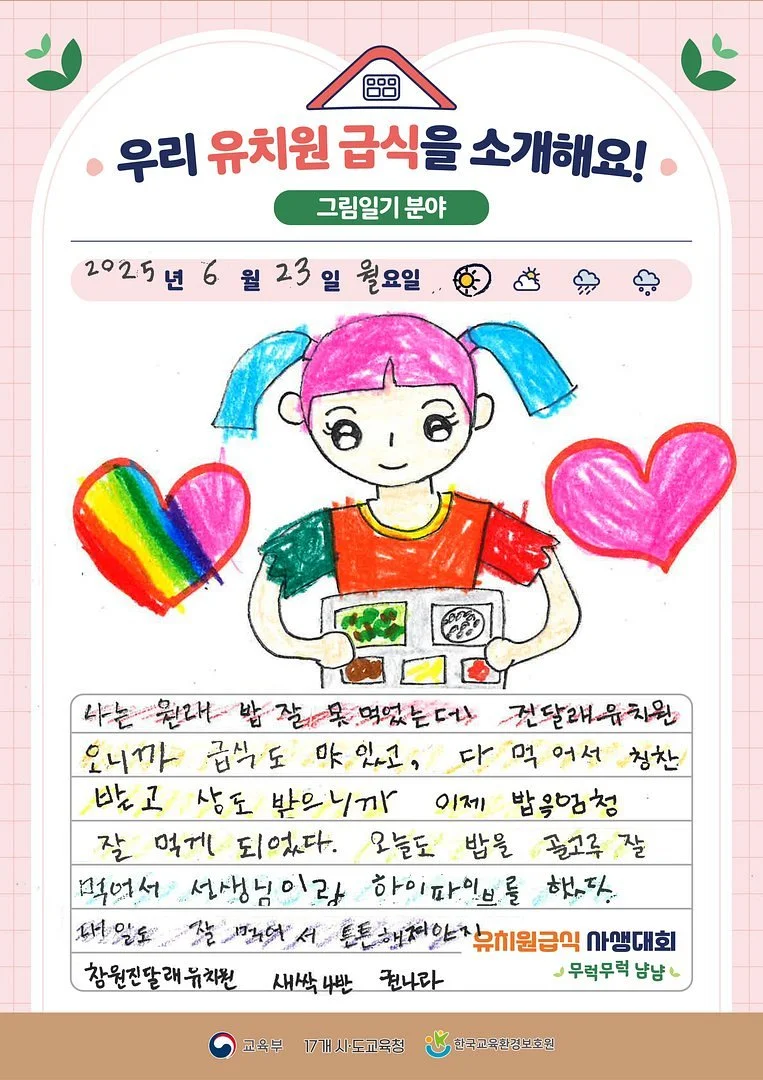 우리 유치원 급식을 소개해요!
그림일기 분야
2025년 6월 23일 월요일
나는 원래 밥 잘 못 먹었는데 진달래유치원
오니까 급식도 맛있고, 다 먹어서 칭찬
받고 상도 받으니까 이제 밥을엄청
잘 먹게 되었다. 오늘도 밥을 골고루 잘
먹어서 선생님이랑 하이파이브를 했다.
내일도 잘 먹어서 튼튼해져야지
유치원급식 사생대회
무럭무럭 냠냠
창원진달래유치원 새싹나반 권나라
교육부 17개 시·도교육청 한국교육환경보호원